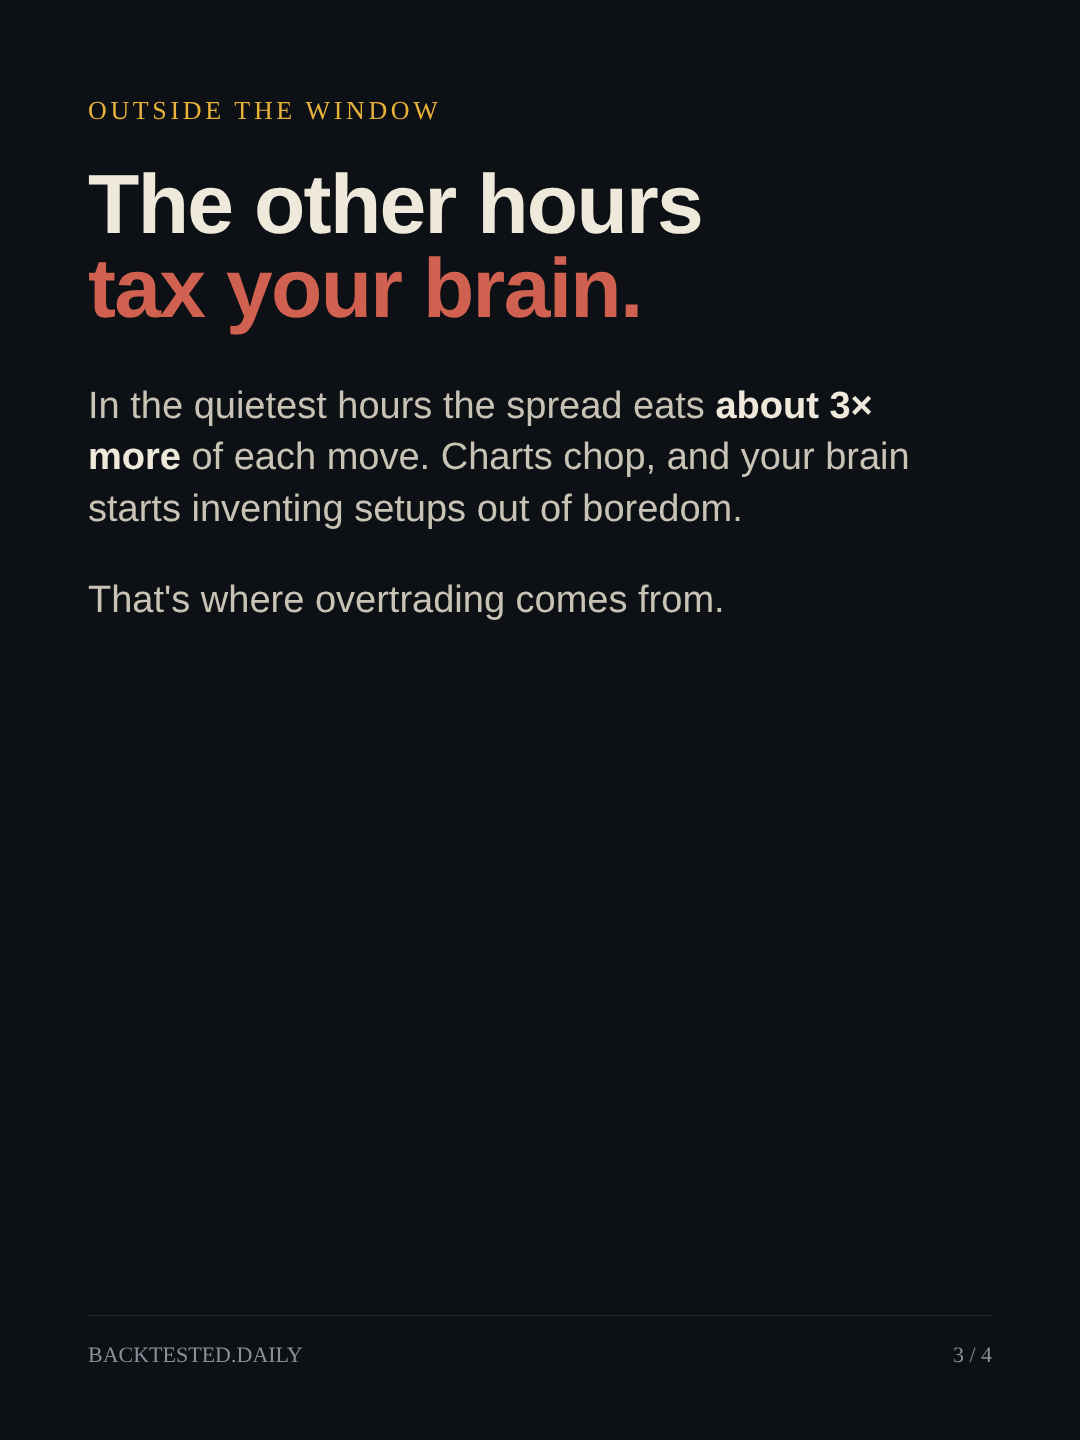 OUTSIDE THE WINDOW
The other hours
tax your brain.
In the quietest hours the spread eats about 3×
more of each move. Charts chop, and your brain
starts inventing setups out of boredom.
That's where overtrading comes from.
BACKTESTED.DAILY
3 / 4